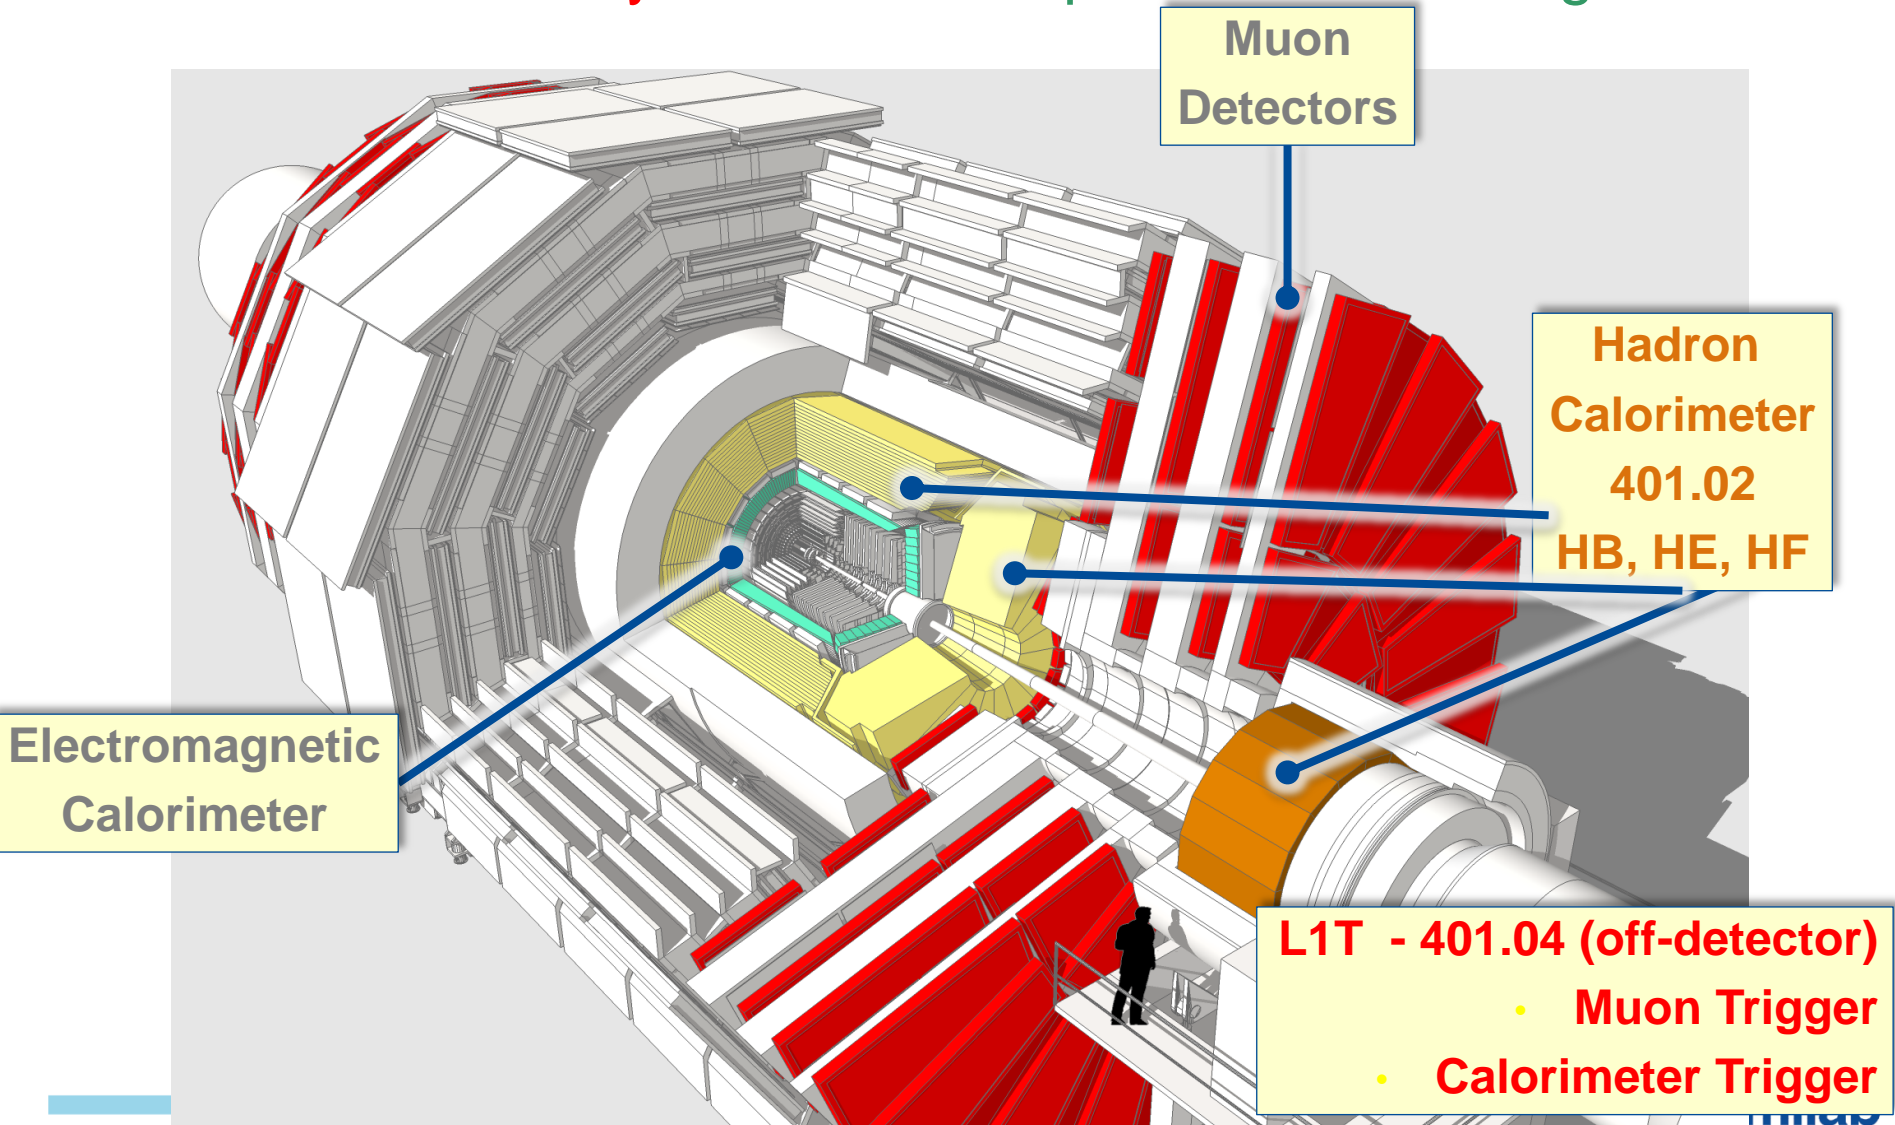 Muon
Detectors
Hadron
Calorimeter
401.02
HB, HE, HF
Electromagnetic
Calorimeter
L1T - 401.04 (off-detector)
• Muon Trigger
• Calorimeter Trigger